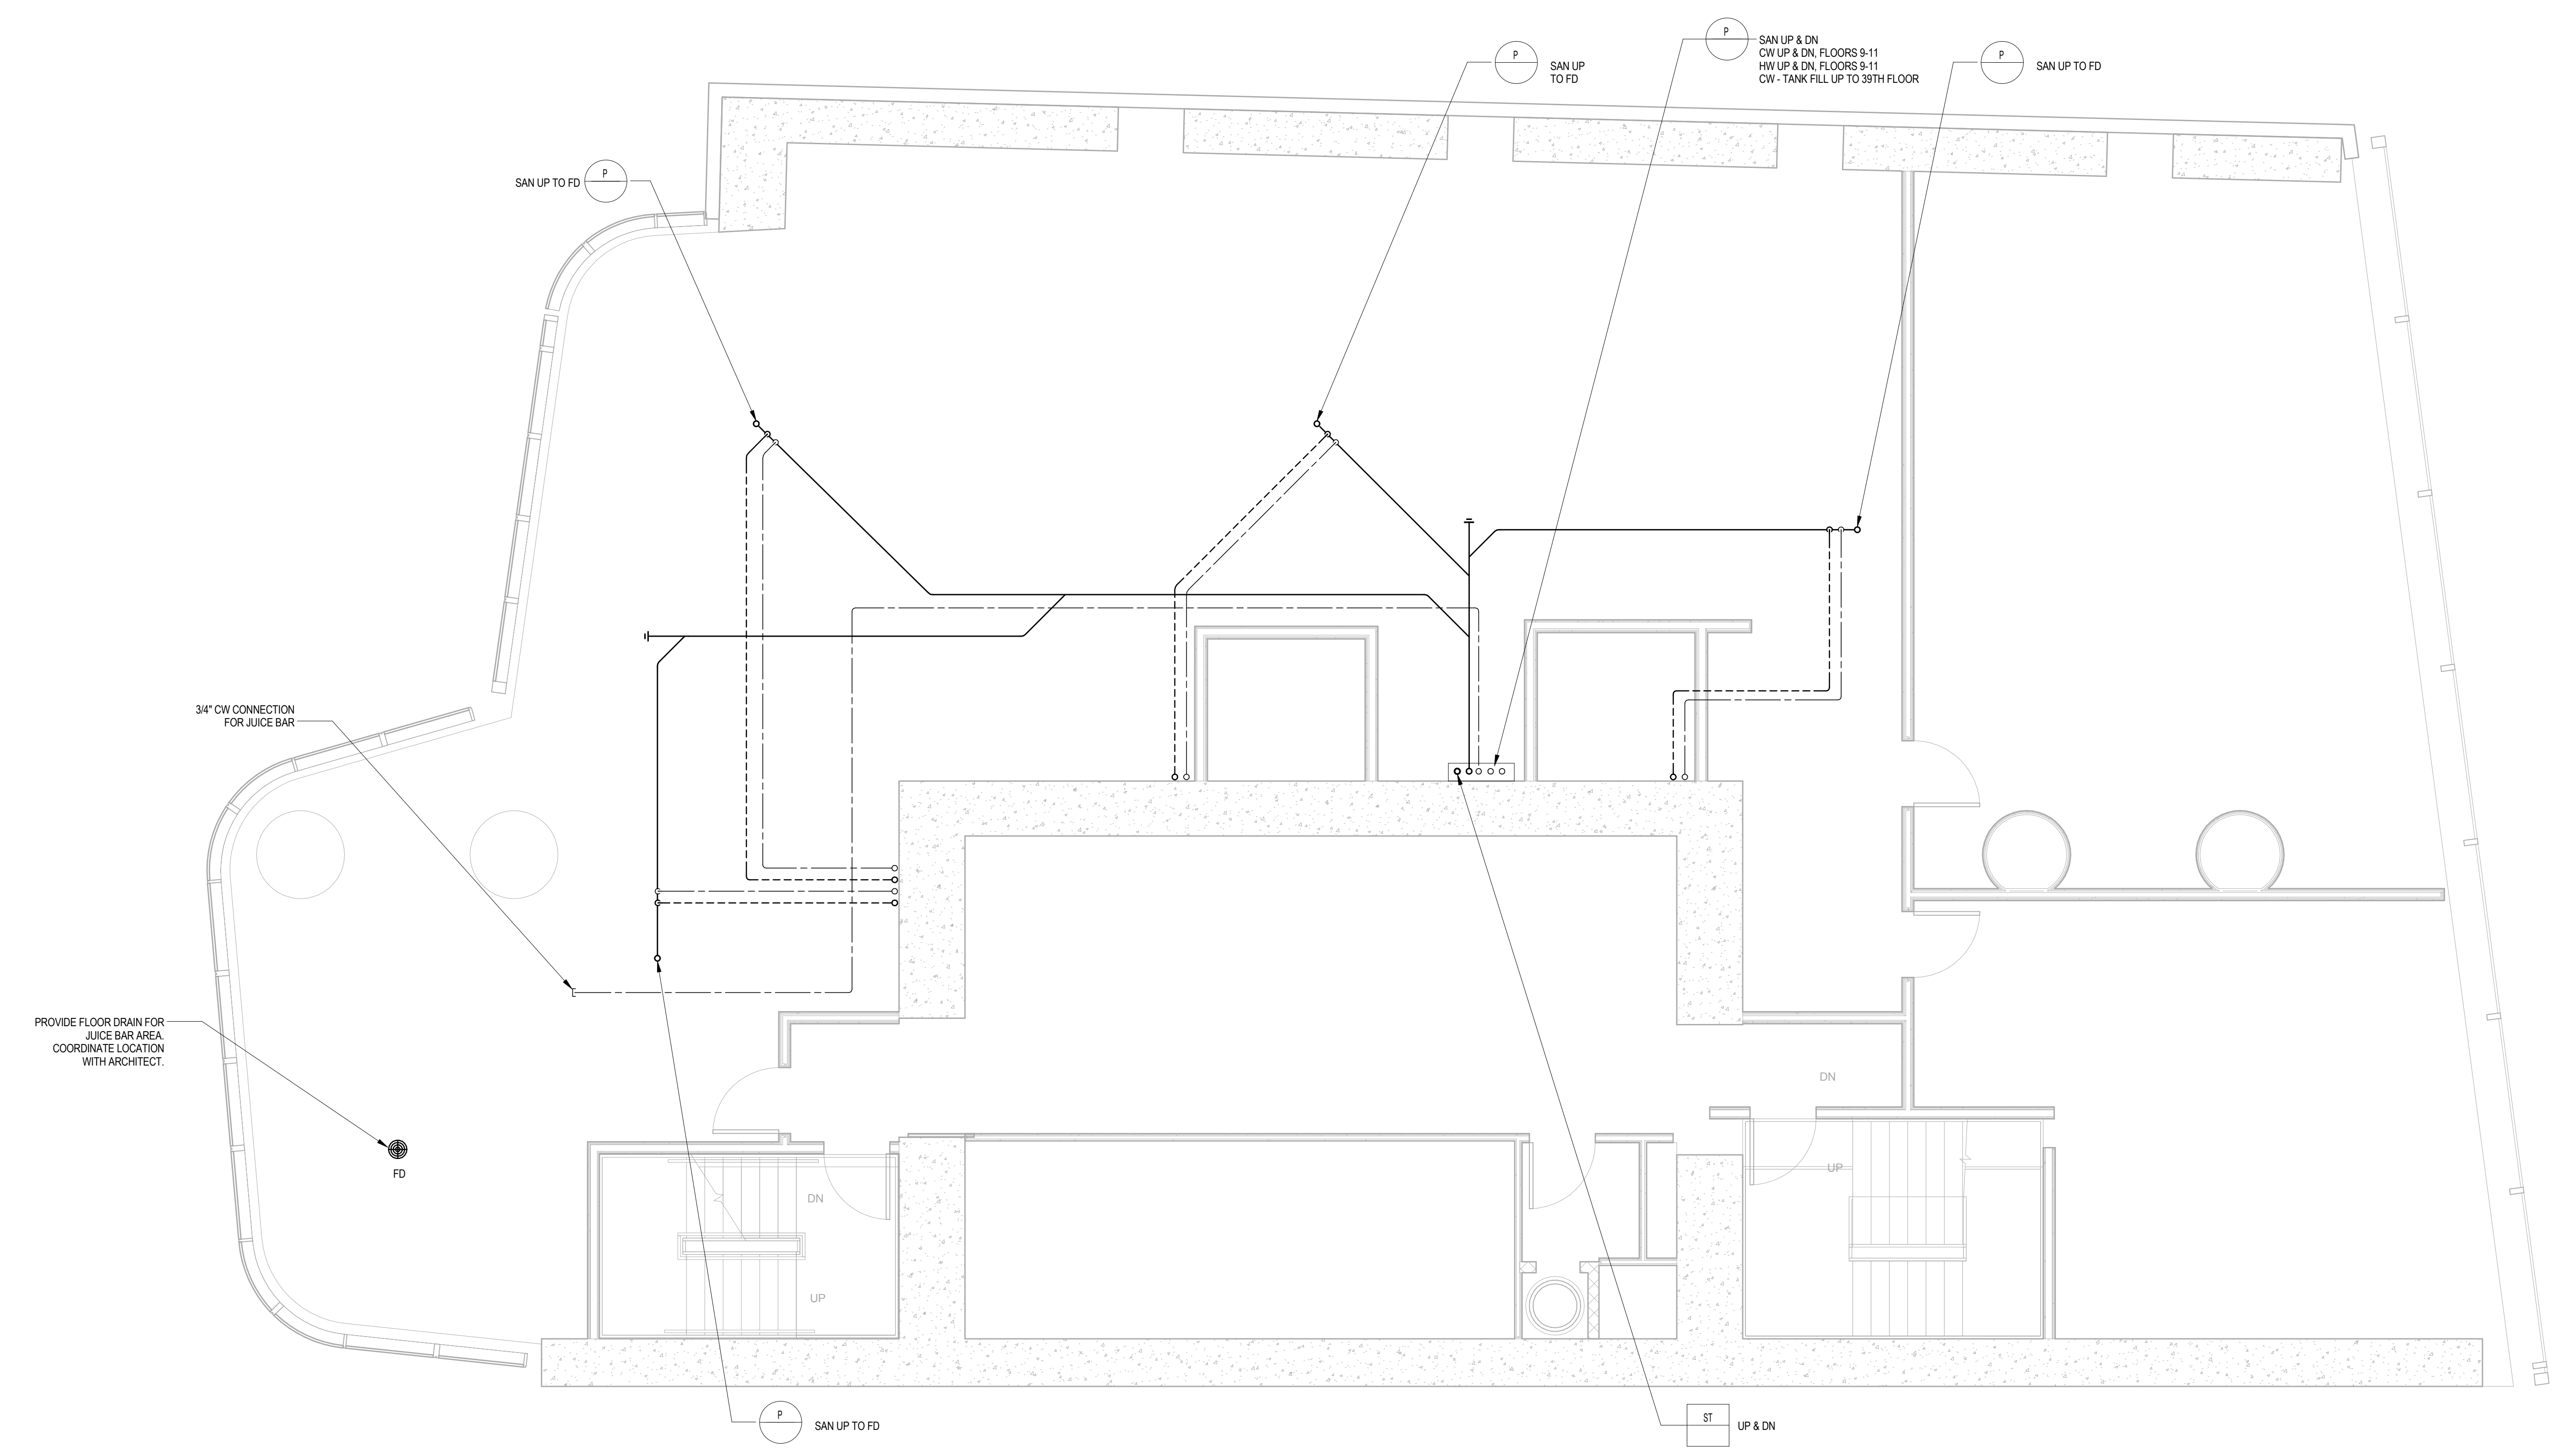 P
SAN UP & DN
CW UP & DN, FLOORS 9-11
HW UP & DN, FLOORS 9-11
CW - TANK FILL UP TO 39TH FLOOR
P
SAN UP
TO FD
P
SAN UP TO FD
SAN UP TO FD
P
3/4" CW CONNECTION
FOR JUICE BAR
PROVIDE FLOOR DRAIN FOR
JUICE BAR AREA.
COORDINATE LOCATION
WITH ARCHITECT.
FD
DN
UP
DN
UP
P
SAN UP TO FD
ST
UP & DN